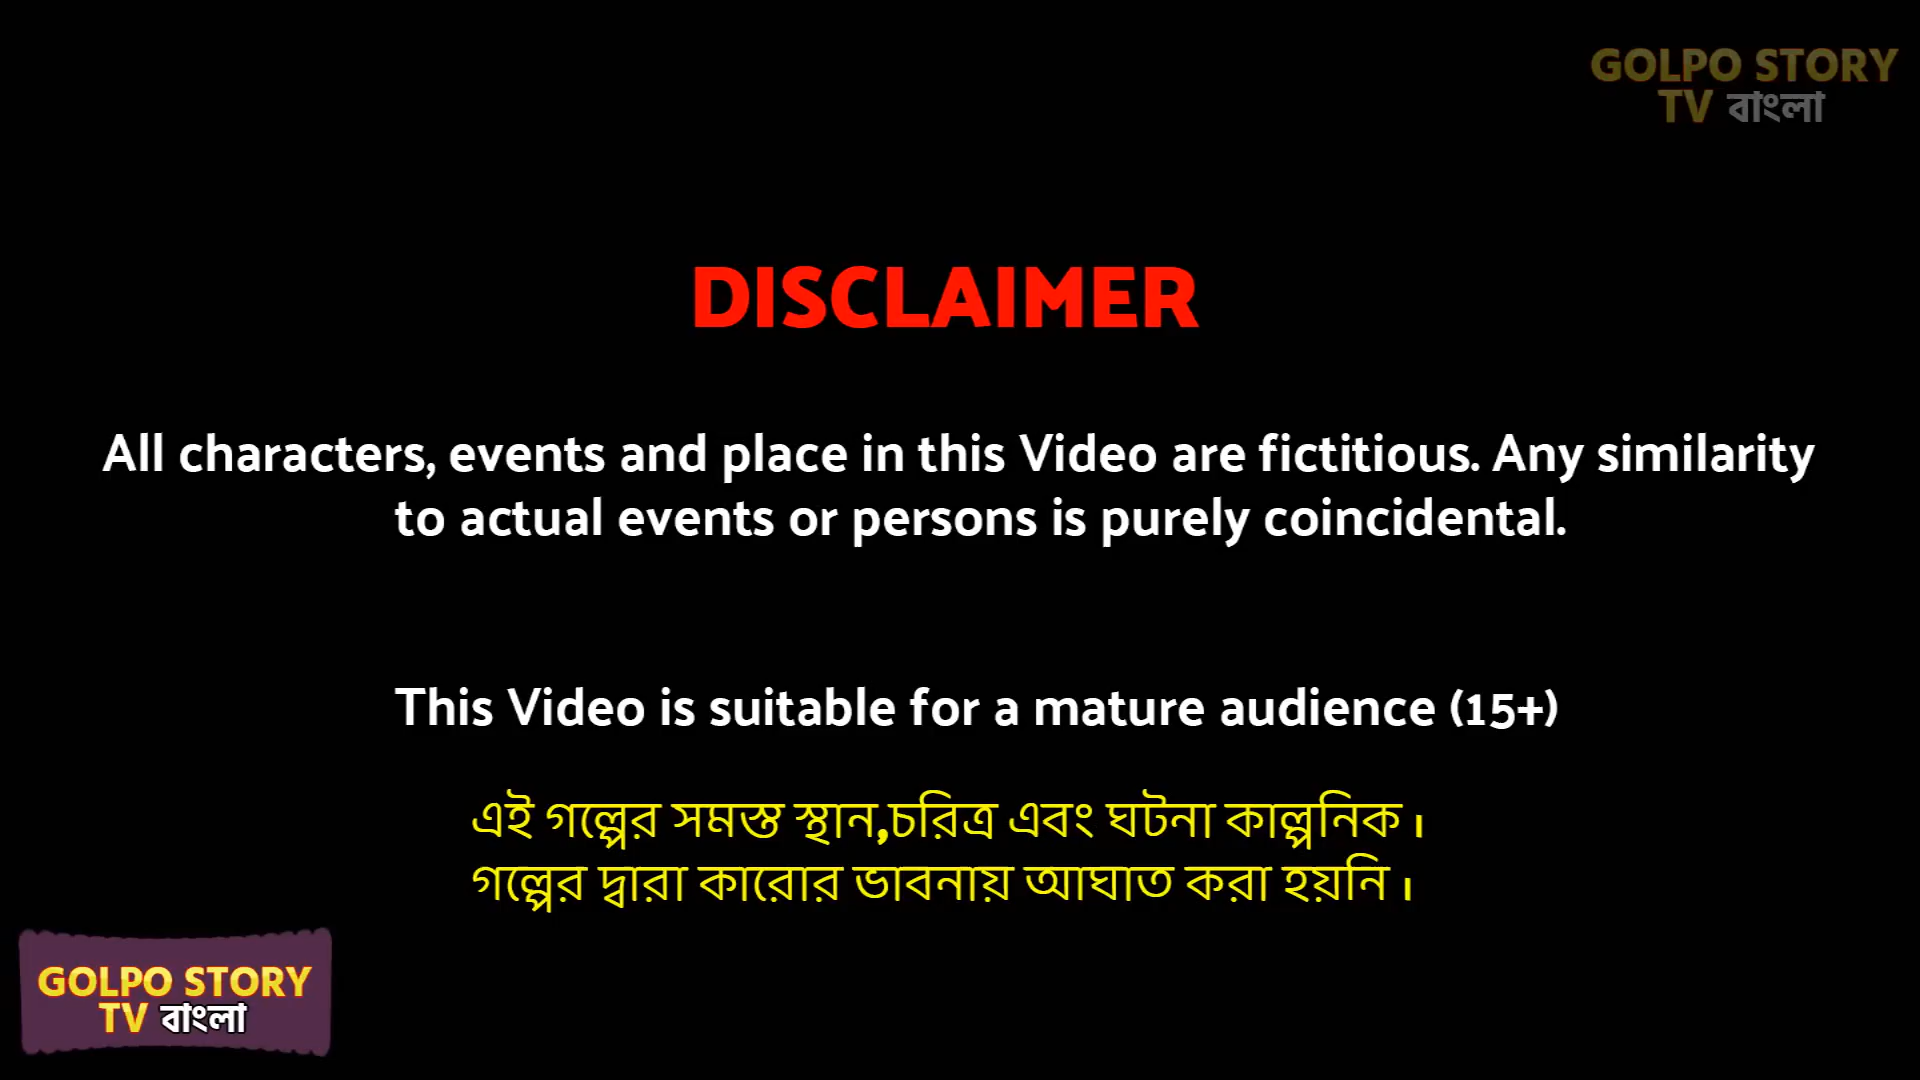 GOLPO STORY
TV বাংলা
DISCLAIMER
All characters, events and place in this Video are fictitious. Any similarity
to actual events or persons is purely coincidental.
This Video is suitable for a mature audience (15+)
এই গল্পের সমস্ত স্থান,চরিত্র এবং ঘটনা কাল্পনিক।
গল্পের দ্বারা কারোর ভাবনায় আঘাত করা হয়নি।
GOLPO STORY
TV বাংলা